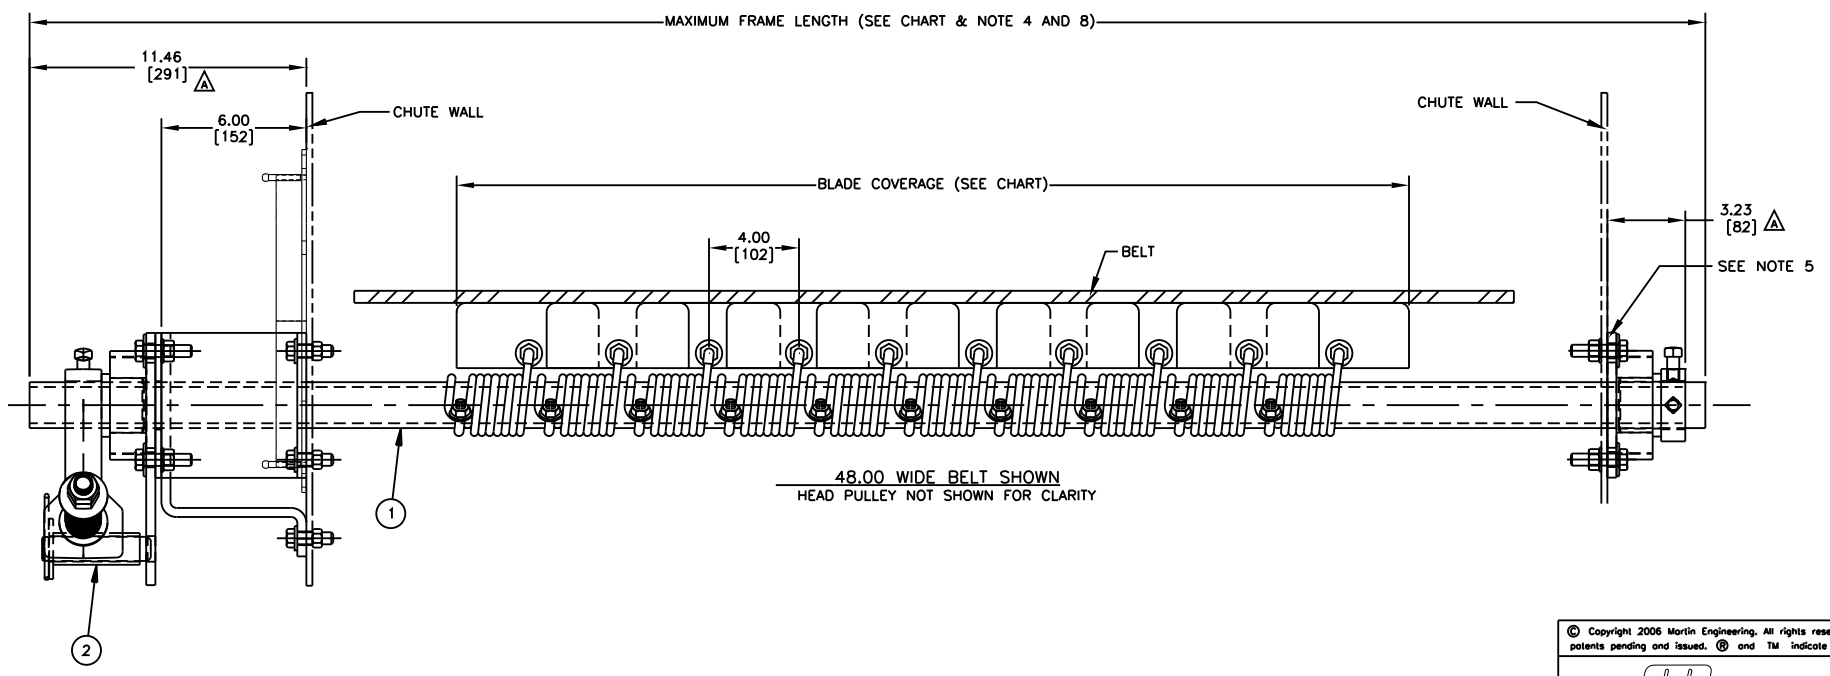 MAXIMUM FRAME LENGTH (SEE CHART & NOTE 4 AND 8)
11.46
[291] A
CHUTE WALL
6.00
[152]
CHUTE WALL
BLADE COVERAGE (SEE CHART)
3.23
[82] A
4.00
[102]
BELT
SEE NOTE 5
48.00 WIDE BELT SHOWN
HEAD PULLEY NOT SHOWN FOR CLARITY
1
2
© Copyright 2006 Martin Engineering. All rights rese
patents pending and issued. ® and TM indicate